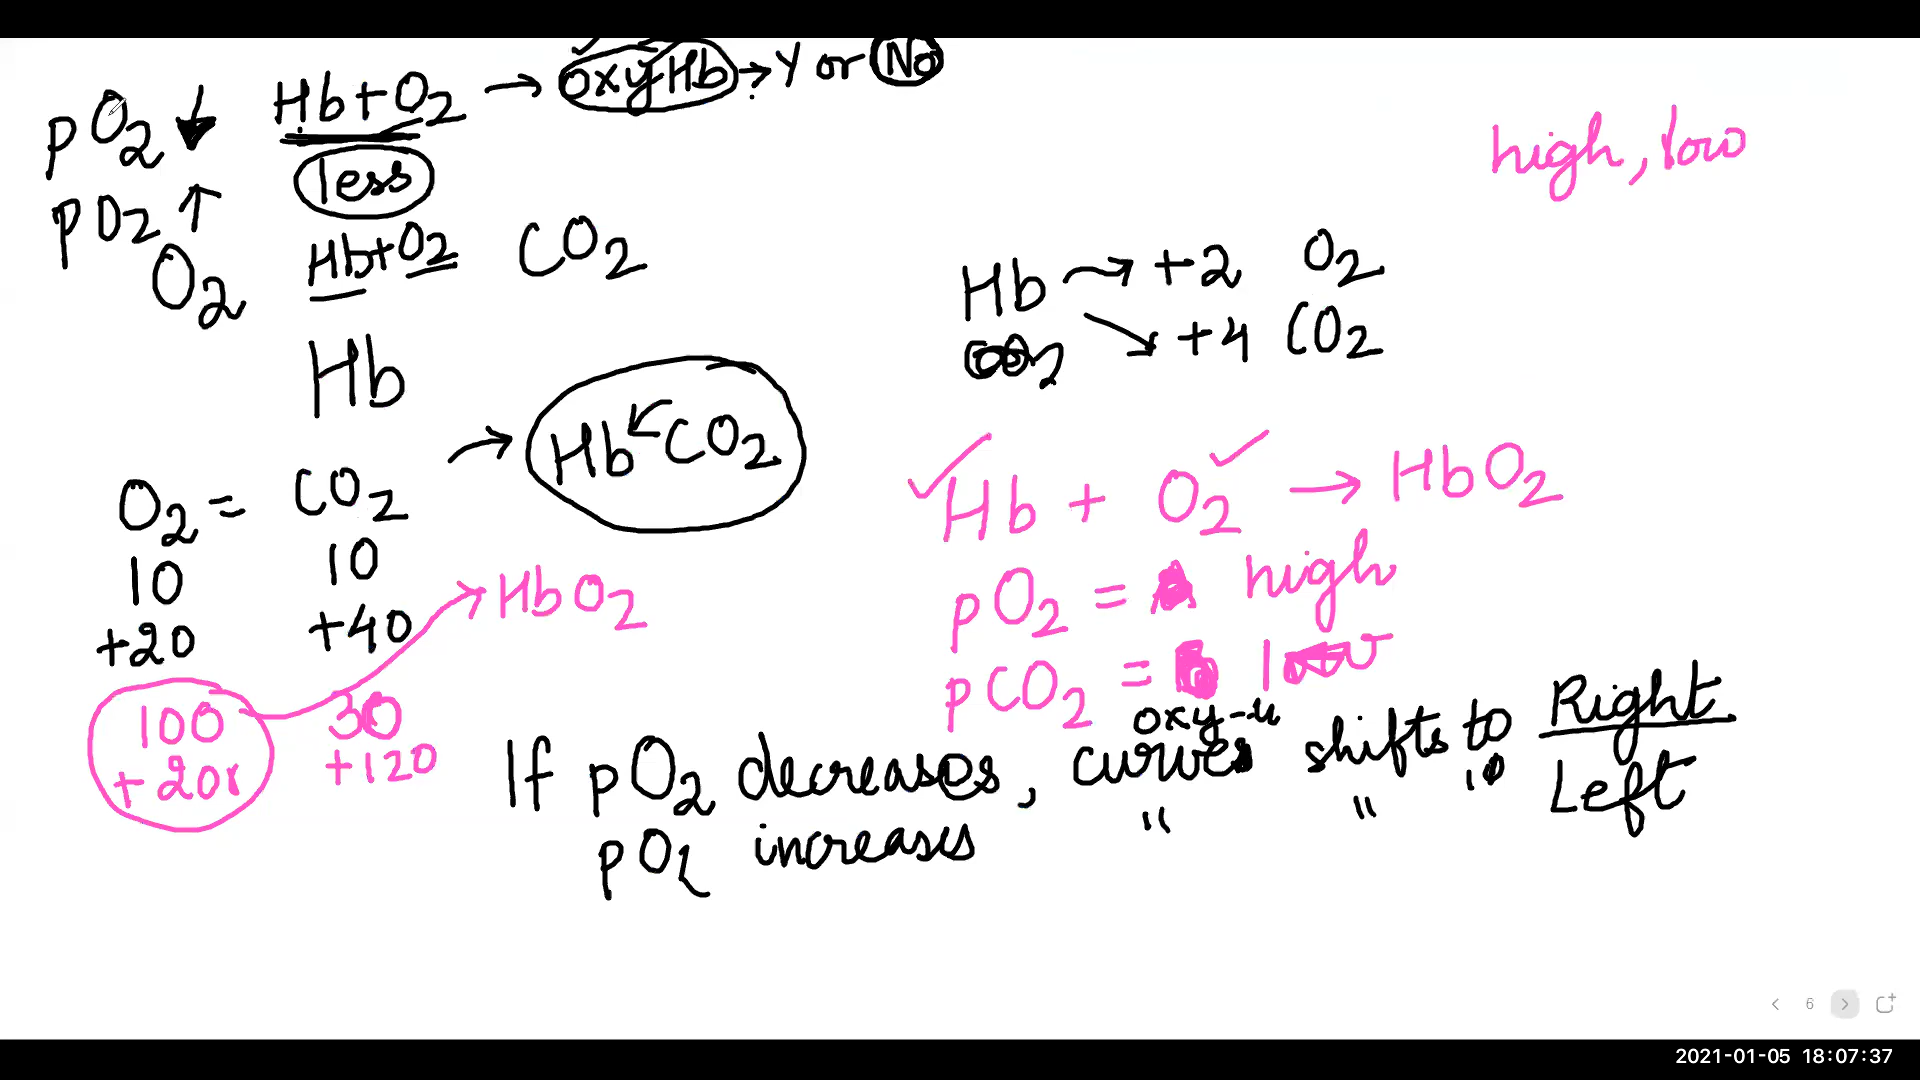 pO2 ↓ Hb+O2 → oxyHb → Y or No
less
high, low
pO2 ↑
O2 Hb+O2 CO2
Hb → +2 O2
→ +4 CO2
Hb
O2 = CO2 → Hb CO2
10 10
+20 +40
Hb + O2 → HbO2
HbO2
pO2 = high
pCO2 = low
100 30
+20r +120
If pO2 decreases, oxy-u curves shifts to Right
pO2 increases " " " Left
6
2021-01-05 18:07:37